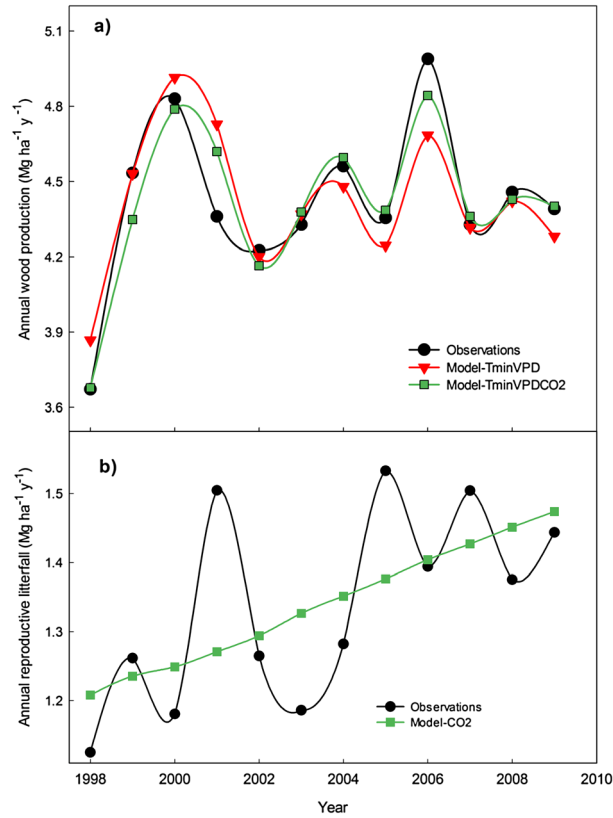 a)
5.1
4.8
4.5
4.2
3.9
3.6
Annual wood production (Mg ha⁻¹ y⁻¹)
Observations
Model-TminVPD
Model-TminVPDCO2
b)
1.5
1.4
1.3
1.2
Annual reproductive litterfall (Mg ha⁻¹ y⁻¹)
Observations
Model-CO2
1998 2000 2002 2004 2006 2008 2010
Year